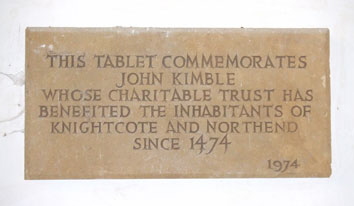 THIS TABLET COMMEMORATES
JOHN KIMBLE
WHOSE CHARITABLE TRUST HAS
BENEFITED THE INHABITANTS OF
KNIGHTCOTE AND NORTHEND
SINCE 1474
1974